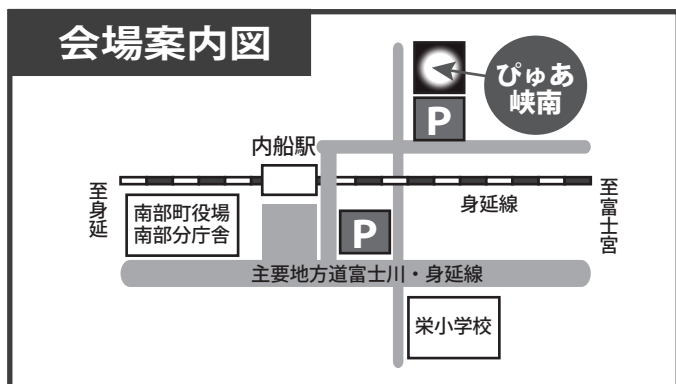 会場案内図
ぴゅあ
峡南
P
内船駅
至身延
身延線
至富士宮
南部町役場
南部分庁舎
P
主要地方道富士川・身延線
栄小学校